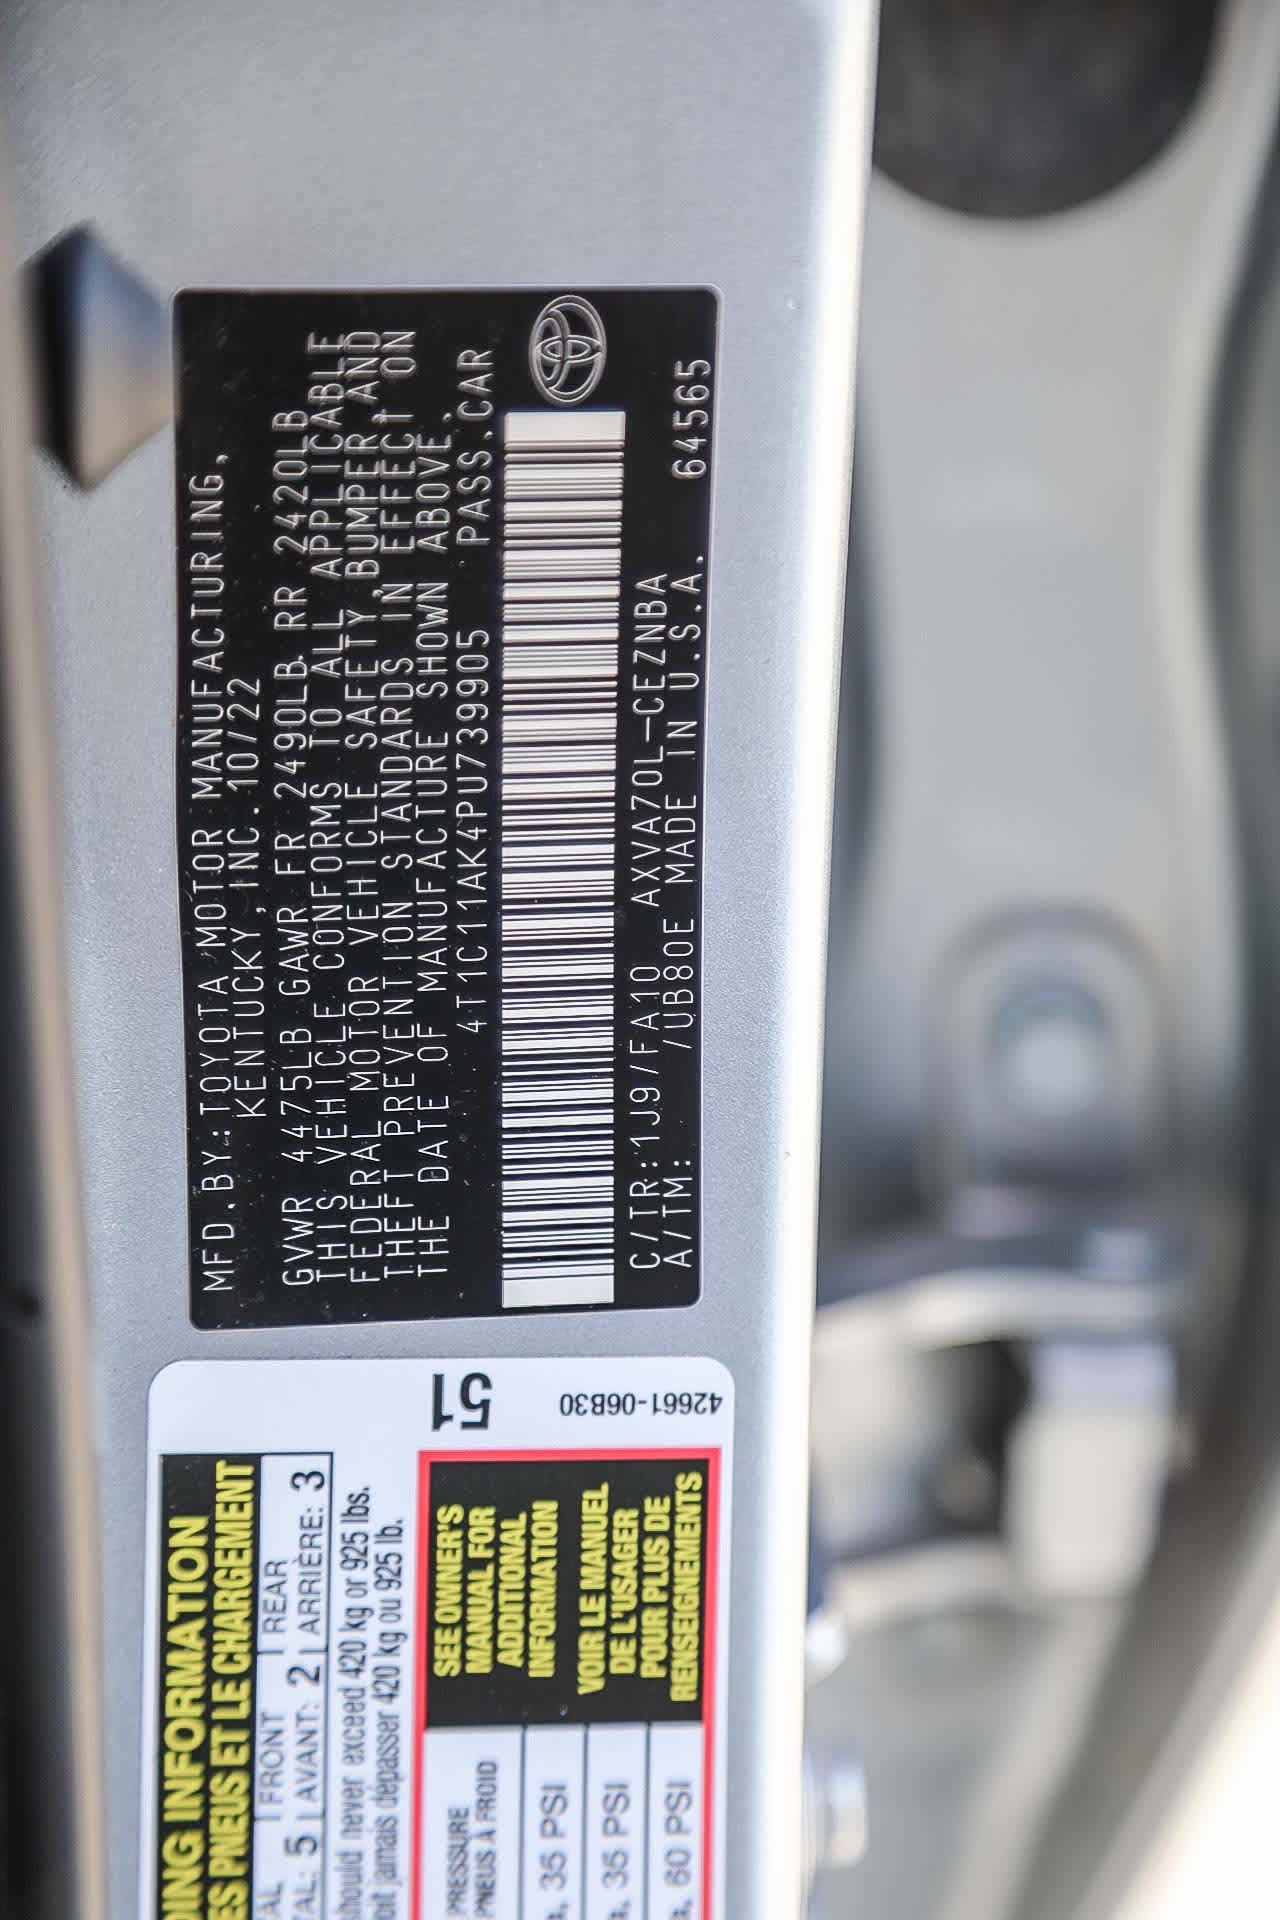 MFD.BY:TOYOTA MOTOR MANUFACTURING,
KENTUCKY,INC. 10/22
GVWR 4475LB GAWR FR 2490LB RR 2420LB
THIS VEHICLE CONFORMS TO ALL APPLICABLE
FEDERAL MOTOR VEHICLE SAFETY,BUMPER AND
THEFT PREVENTION STANDARDS IN EFFECT ON
THE DATE OF MANUFACTURE SHOWN ABOVE.
4T1C11AK4PU739905 PASS.CAR
C/TR:1J9/FA10 AXVA70L-CEZNBA
A/TM: /UB80E MADE IN U.S.A. 64565
51
42661-06B30
INFORMATION
PNEUS ET LE CHARGEMENT
FRONT REAR
5 AVANT: 2 ARRIÈRE: 3
should never exceed 420 kg or 925 lbs.
jamais dépasser 420 kg ou 925 lb.
PRESSURE
PNEUS À FROID
35 PSI
35 PSI
60 PSI
SEE OWNER'S
MANUAL FOR
ADDITIONAL
INFORMATION
VOIR LE MANUEL
DE L'USAGER
POUR PLUS DE
RENSEIGNEMENTS